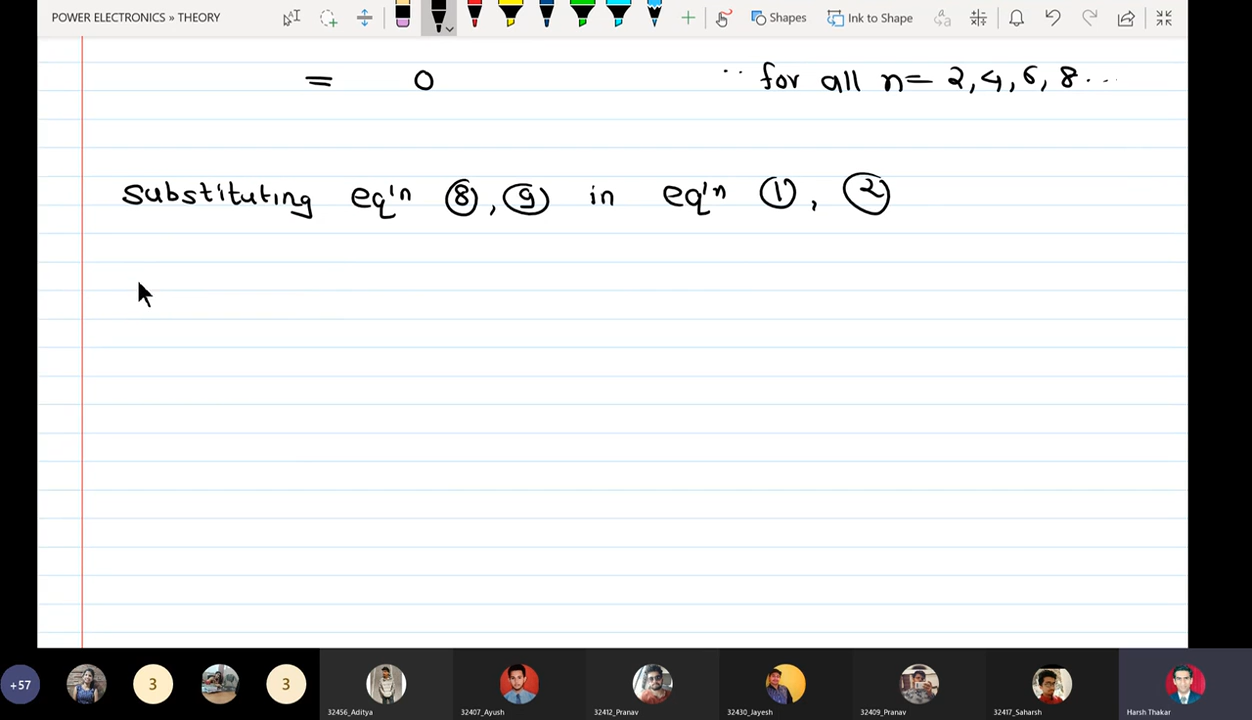 POWER ELECTRONICS » THEORY
Shapes
Ink to Shape
= 0 ∵ for all n= 2,4,6,8...
Substituting eq'n ⑧, ⑨ in eq'n ①, ②
+57
3
3
32456_Aditya
32407_Ayush
32412_Pranav
32430_Jayesh
32409_Pranav
32417_Saharsh
Harsh Thakar